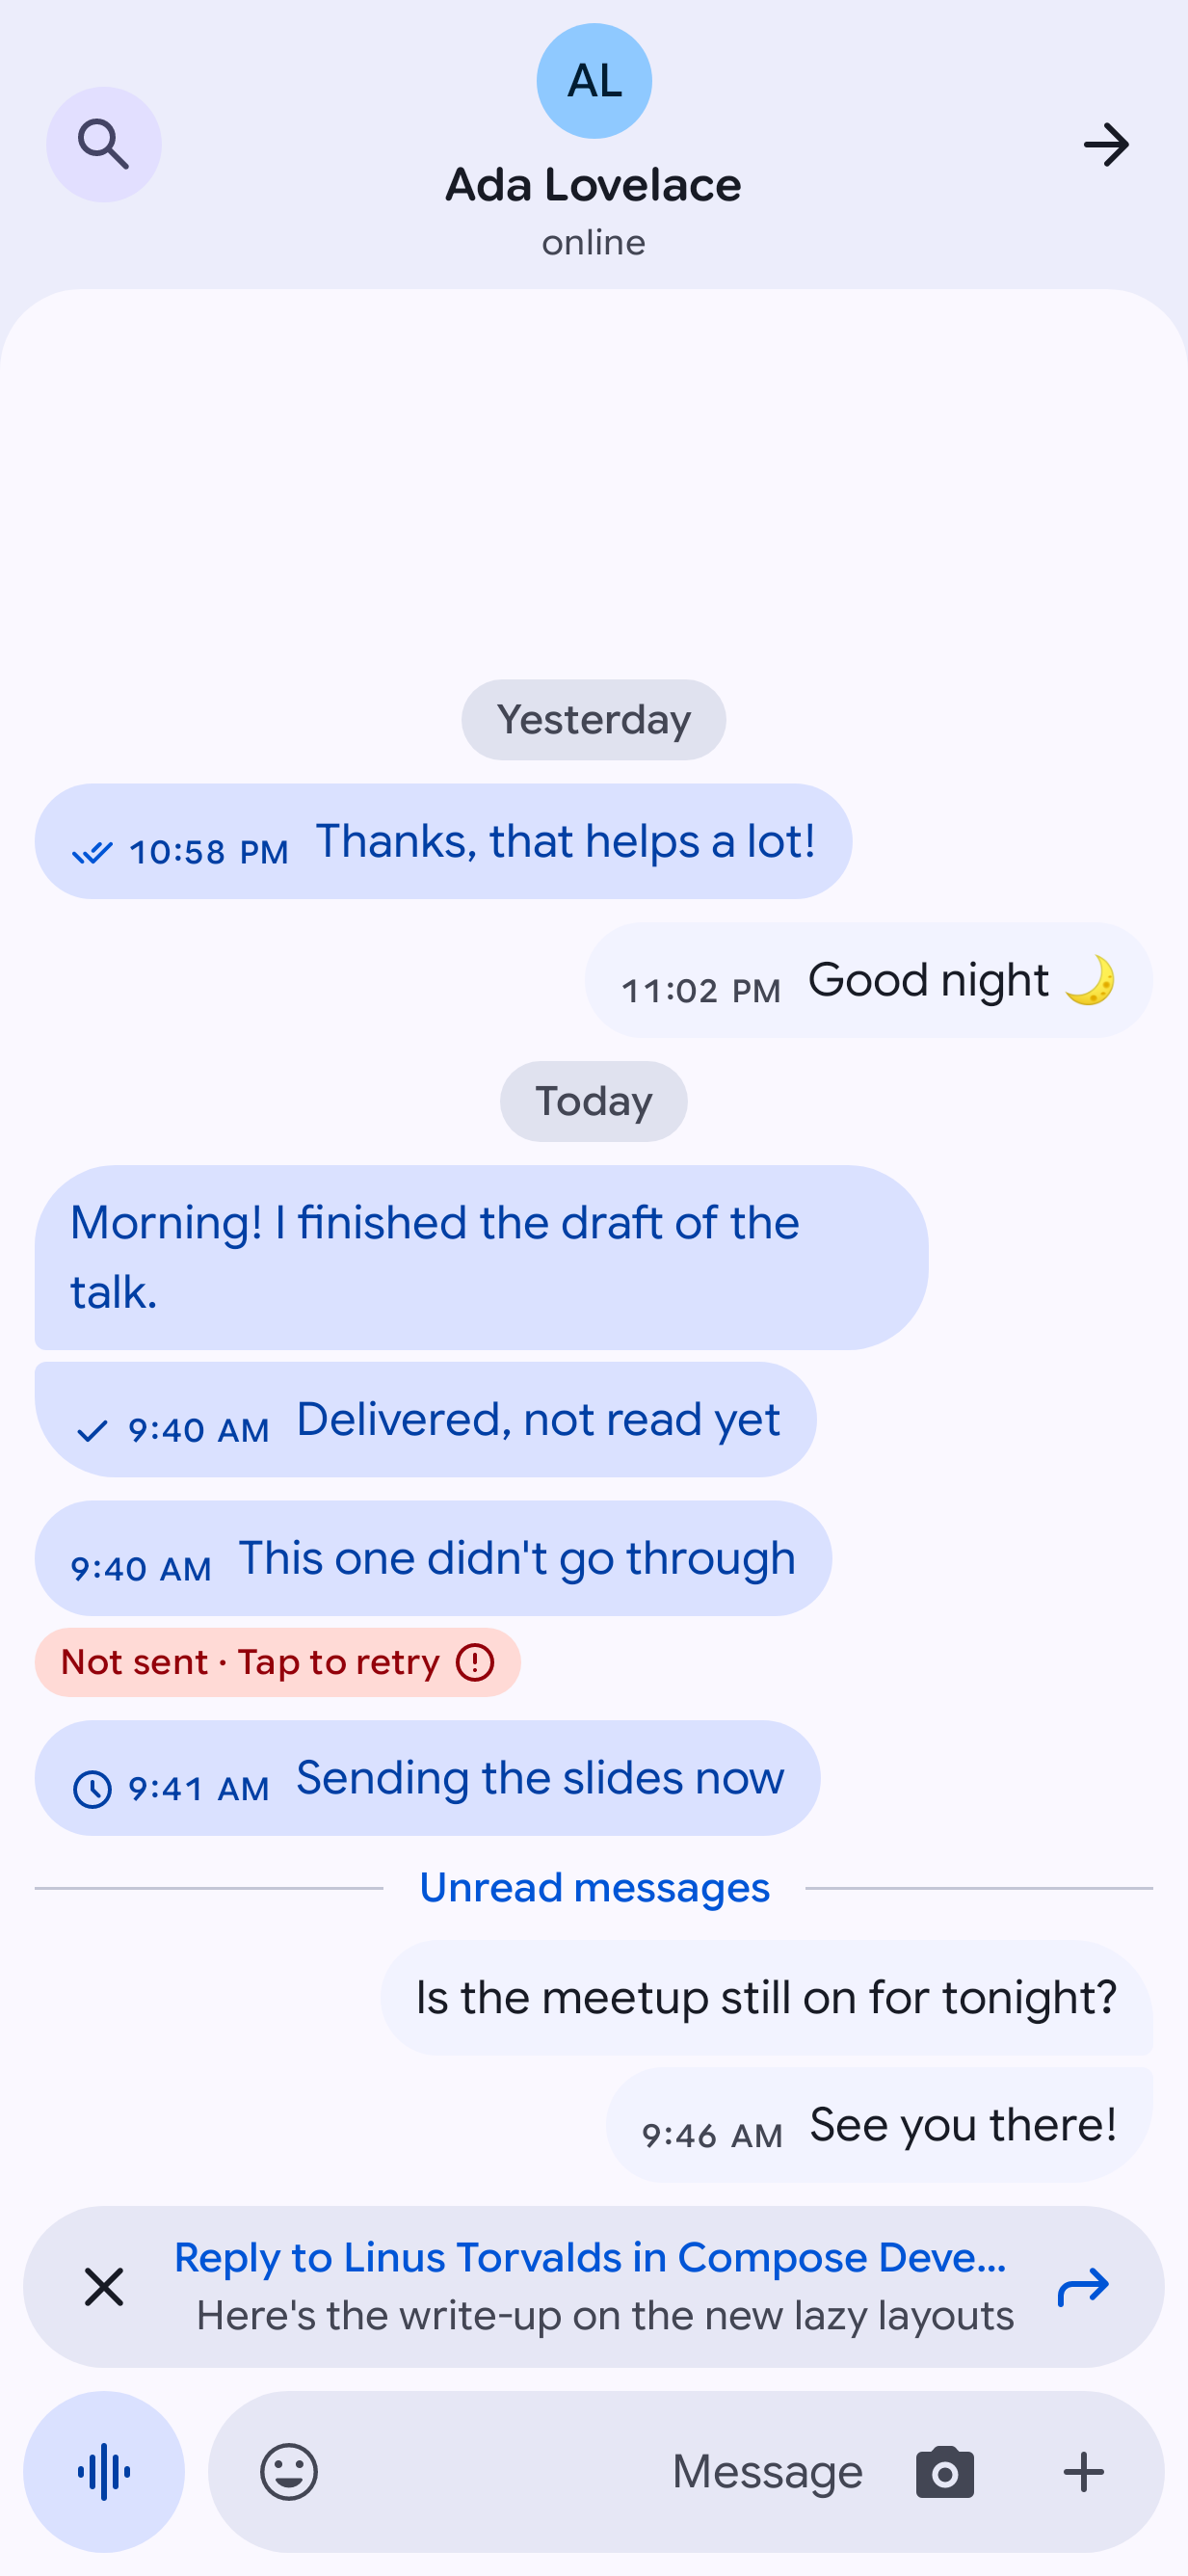 AL
Ada Lovelace
online
Yesterday
10:58 PM Thanks, that helps a lot!
11:02 PM Good night 🌙
Today
Morning! I finished the draft of the
talk.
9:40 AM Delivered, not read yet
9:40 AM This one didn't go through
Not sent · Tap to retry
9:41 AM Sending the slides now
Unread messages
Is the meetup still on for tonight?
9:46 AM See you there!
Reply to Linus Torvalds in Compose Deve...
Here's the write-up on the new lazy layouts
Message